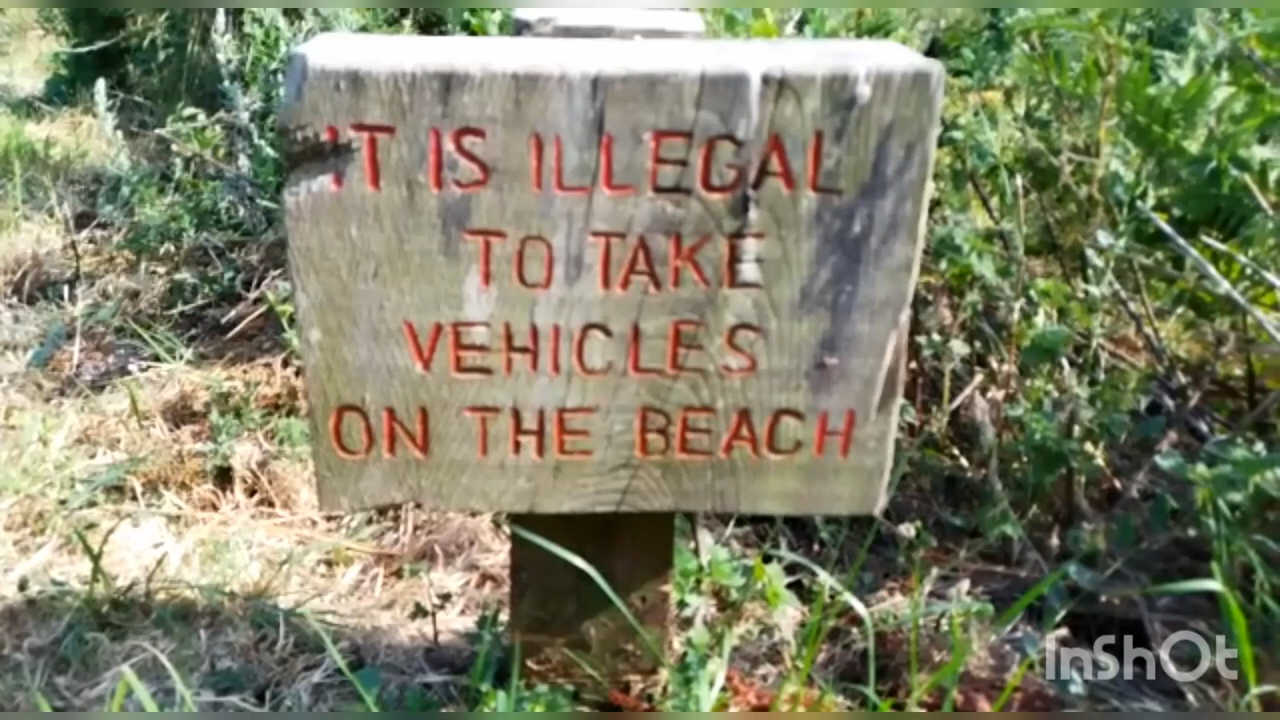 IT IS ILLEGAL
TO TAKE
VEHICLES
ON THE BEACH
InShOt